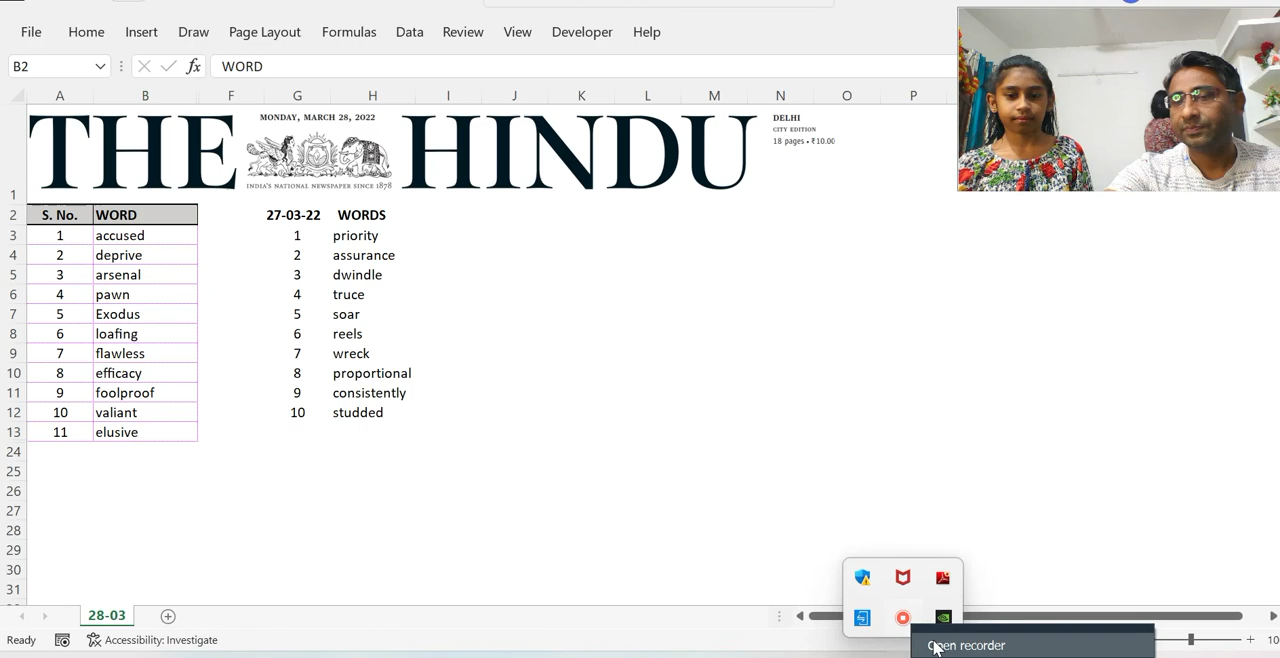 File Home Insert Draw Page Layout Formulas Data Review View Developer Help
B2 fx WORD
A B F G H I J K L M N O P
1 THE HINDU
MONDAY, MARCH 28, 2022
INDIA'S NATIONAL NEWSPAPER SINCE 1878
DELHI
CITY EDITION
18 pages • ₹10.00
2 S. No. WORD 27-03-22 WORDS
3 1 accused 1 priority
4 2 deprive 2 assurance
5 3 arsenal 3 dwindle
6 4 pawn 4 truce
7 5 Exodus 5 soar
8 6 loafing 6 reels
9 7 flawless 7 wreck
10 8 efficacy 8 proportional
11 9 foolproof 9 consistently
12 10 valiant 10 studded
13 11 elusive
24
25
26
27
28
29
30
31
28-03
Open recorder
Ready Accessibility: Investigate
10